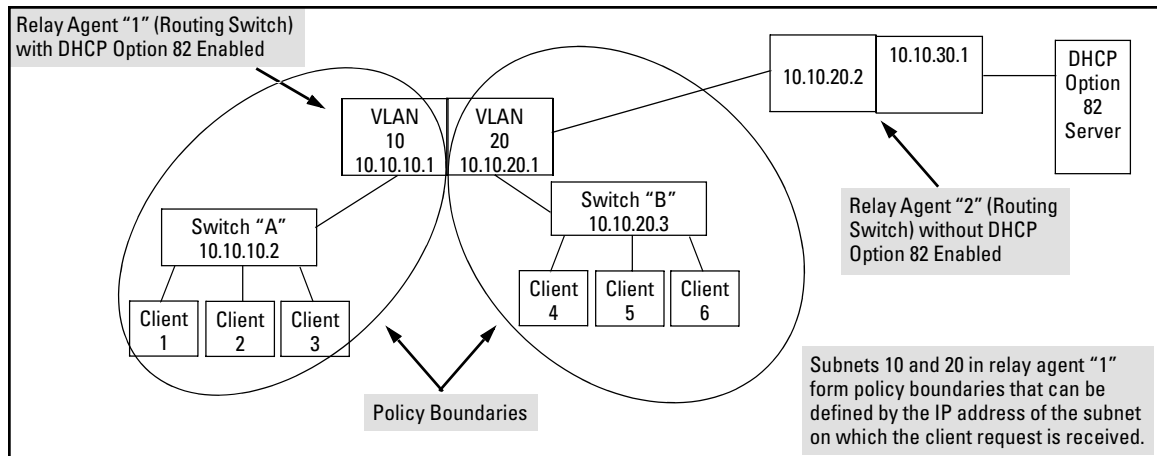 Relay Agent “1” (Routing Switch)
with DHCP Option 82 Enabled
10.10.20.2
10.10.30.1
DHCP
Option
82
Server
VLAN
10
10.10.10.1
VLAN
20
10.10.20.1
Switch “A”
10.10.10.2
Switch “B”
10.10.20.3
Relay Agent “2” (Routing
Switch) without DHCP
Option 82 Enabled
Client
1
Client
2
Client
3
Client
4
Client
5
Client
6
Policy Boundaries
Subnets 10 and 20 in relay agent “1”
form policy boundaries that can be
defined by the IP address of the subnet
on which the client request is received.